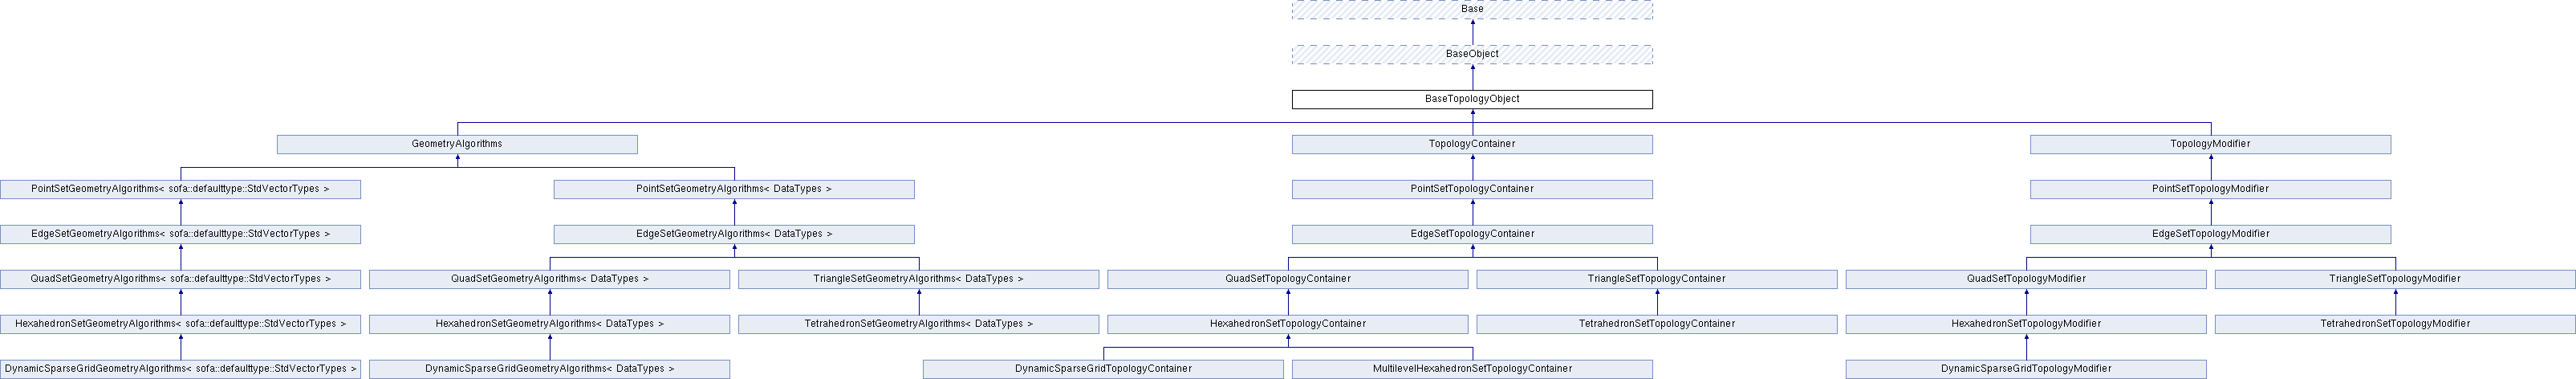 Base
BaseObject
BaseTopologyObject
GeometryAlgorithms
TopologyContainer
TopologyModifier
PointSetGeometryAlgorithms< sofa::defaulttype::StdVectorTypes >
PointSetGeometryAlgorithms< DataTypes >
PointSetTopologyContainer
PointSetTopologyModifier
EdgeSetGeometryAlgorithms< sofa::defaulttype::StdVectorTypes >
EdgeSetGeometryAlgorithms< DataTypes >
EdgeSetTopologyContainer
EdgeSetTopologyModifier
QuadSetGeometryAlgorithms< sofa::defaulttype::StdVectorTypes >
QuadSetGeometryAlgorithms< DataTypes >
TriangleSetGeometryAlgorithms< DataTypes >
QuadSetTopologyContainer
TriangleSetTopologyContainer
QuadSetTopologyModifier
TriangleSetTopologyModifier
HexahedronSetGeometryAlgorithms< sofa::defaulttype::StdVectorTypes >
HexahedronSetGeometryAlgorithms< DataTypes >
TetrahedronSetGeometryAlgorithms< DataTypes >
HexahedronSetTopologyContainer
TetrahedronSetTopologyContainer
HexahedronSetTopologyModifier
TetrahedronSetTopologyModifier
DynamicSparseGridGeometryAlgorithms< sofa::defaulttype::StdVectorTypes >
DynamicSparseGridGeometryAlgorithms< DataTypes >
DynamicSparseGridTopologyContainer
MultilevelHexahedronSetTopologyContainer
DynamicSparseGridTopologyModifier